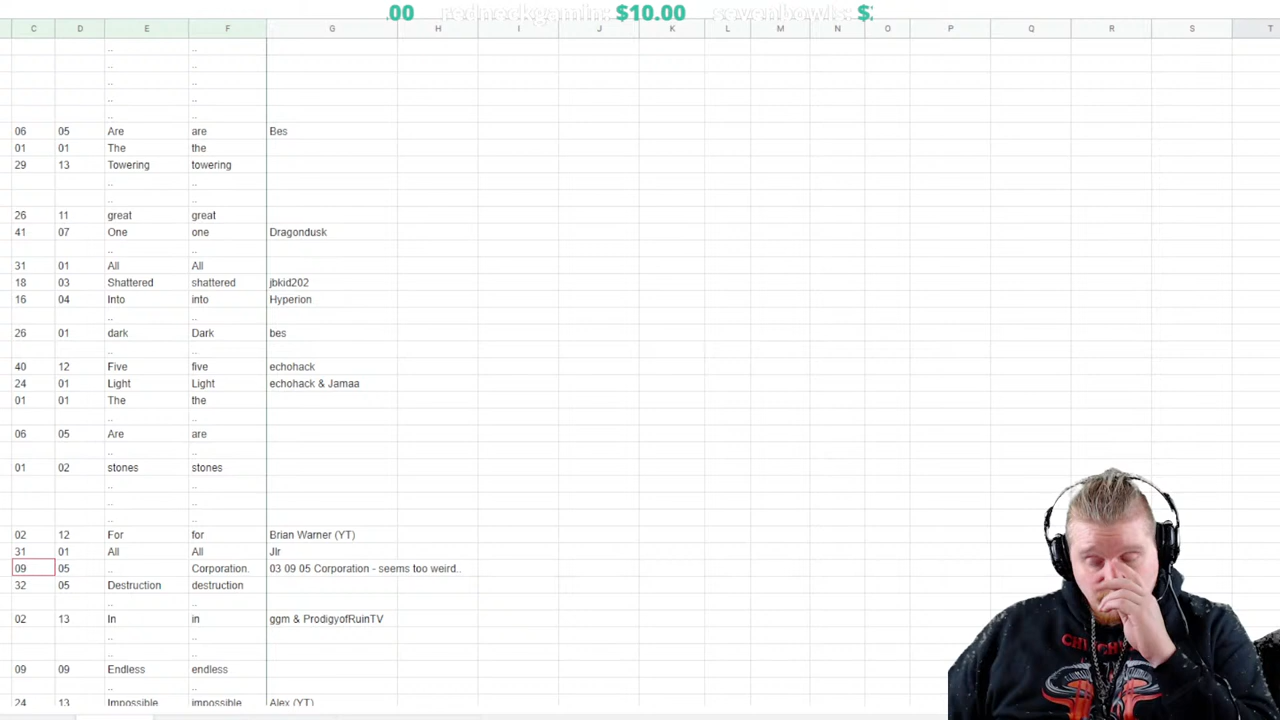 .00 redneckgamin: $10.00 sevenbowls: $
C D E F G H I J K L M N O P Q R S T
.. ..
.. ..
.. ..
.. ..
.. ..
06 05 Are are Bes
01 01 The the
29 13 Towering towering
.. ..
.. ..
26 11 great great
41 07 One one Dragondusk
.. ..
31 01 All All
18 03 Shattered shattered jbkid202
16 04 Into into Hyperion
.. ..
26 01 dark Dark bes
.. ..
40 12 Five five echohack
24 01 Light Light echohack & Jamaa
01 01 The the
.. ..
06 05 Are are
.. ..
01 02 stones stones
.. ..
.. ..
.. ..
02 12 For for Brian Warner (YT)
31 01 All All Jlr
09 05 .. Corporation. 03 09 05 Corporation - seems too weird..
32 05 Destruction destruction
.. ..
02 13 In in ggm & ProdigyofRuinTV
.. ..
.. ..
09 09 Endless endless
.. ..
24 13 Impossible impossible Alex (YT)